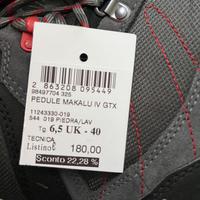 2 863208 095449
98497704 325
PEDULE MAKALU IV GTX
11243330-019
544 019 PIEDRA/LAV
Tg 6,5 UK - 40
TECNICA
Listino€ 180,00
Sconto 22,28 %